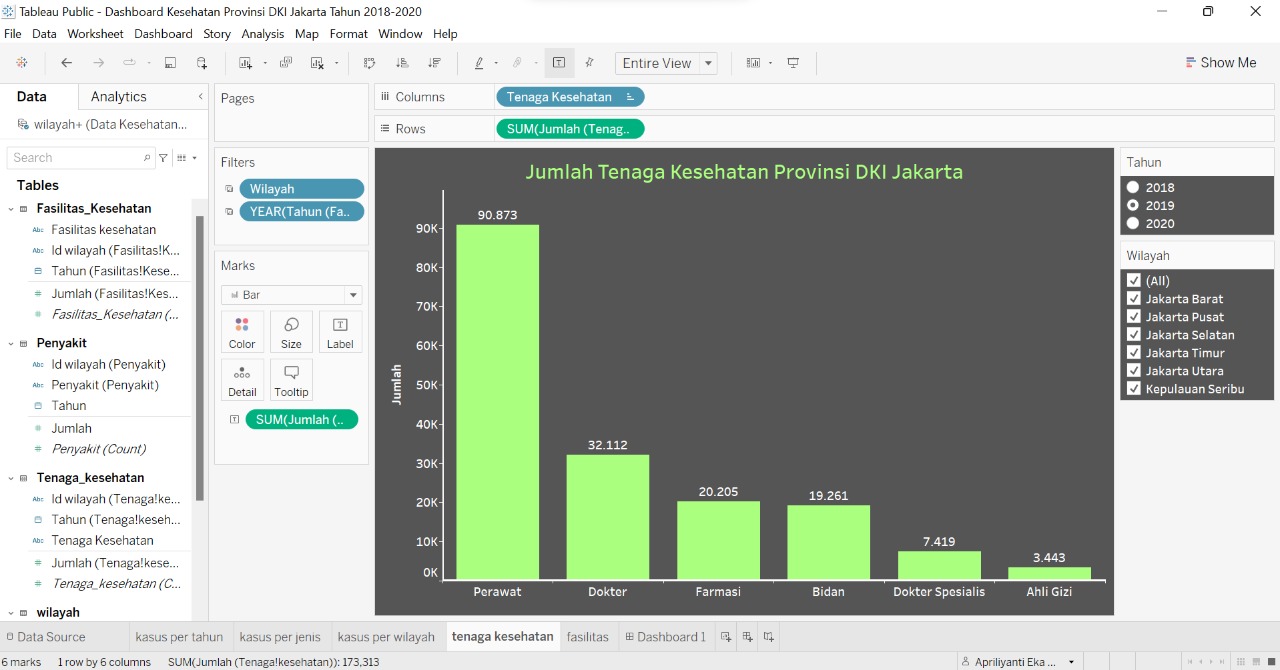 Tableau Public - Dashboard Kesehatan Provinsi DKI Jakarta Tahun 2018-2020
File Data Worksheet Dashboard Story Analysis Map Format Window Help
Entire View
Show Me
Data Analytics
wilayah+ (Data Kesehatan...
Search
Tables
Fasilitas_Kesehatan
Abc Fasilitas kesehatan
Abc Id wilayah (Fasilitas!K...
Tahun (Fasilitas!Kese...
Jumlah (Fasilitas!Kes...
Fasilitas_Kesehatan (...
Penyakit
Abc Id wilayah (Penyakit)
Abc Penyakit (Penyakit)
Tahun
Jumlah
Penyakit (Count)
Tenaga_kesehatan
Abc Id wilayah (Tenaga!ke...
Tahun (Tenaga!keseh...
Abc Tenaga Kesehatan
Jumlah (Tenaga!kese...
Tenaga_kesehatan (C...
wilayah
Pages
Filters
Wilayah
YEAR(Tahun (Fa..
Marks
Bar
Color Size Label
Detail Tooltip
SUM(Jumlah (..
Columns Tenaga Kesehatan
Rows SUM(Jumlah (Tenag..
Jumlah Tenaga Kesehatan Provinsi DKI Jakarta
Jumlah
90K
80K
70K
60K
50K
40K
30K
20K
10K
0K
90.873
32.112
20.205
19.261
7.419
3.443
Perawat Dokter Farmasi Bidan Dokter Spesialis Ahli Gizi
Tahun
2018
2019
2020
Wilayah
(All)
Jakarta Barat
Jakarta Pusat
Jakarta Selatan
Jakarta Timur
Jakarta Utara
Kepulauan Seribu
Data Source kasus per tahun kasus per jenis kasus per wilayah tenaga kesehatan fasilitas Dashboard 1
6 marks 1 row by 6 columns SUM(Jumlah (Tenaga!kesehatan)): 173,313
Apriliyanti Eka ...